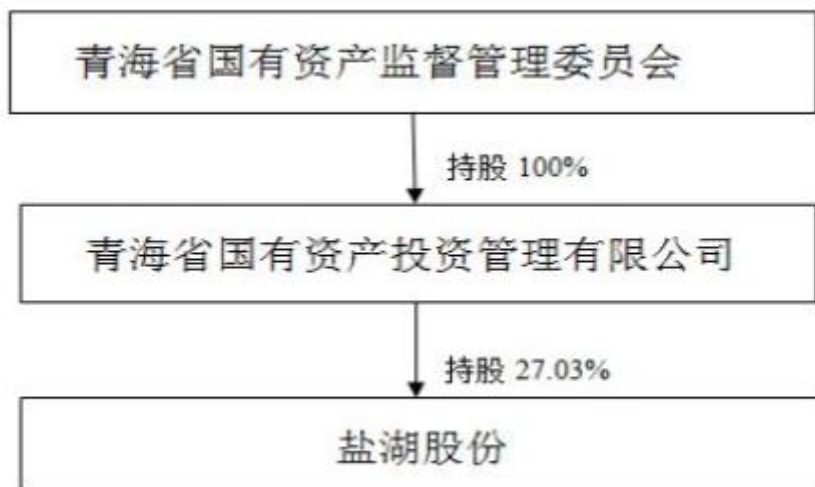 青海省国有资产监督管理委员会
持股 100%
青海省国有资产投资管理有限公司
持股 27.03%
盐湖股份